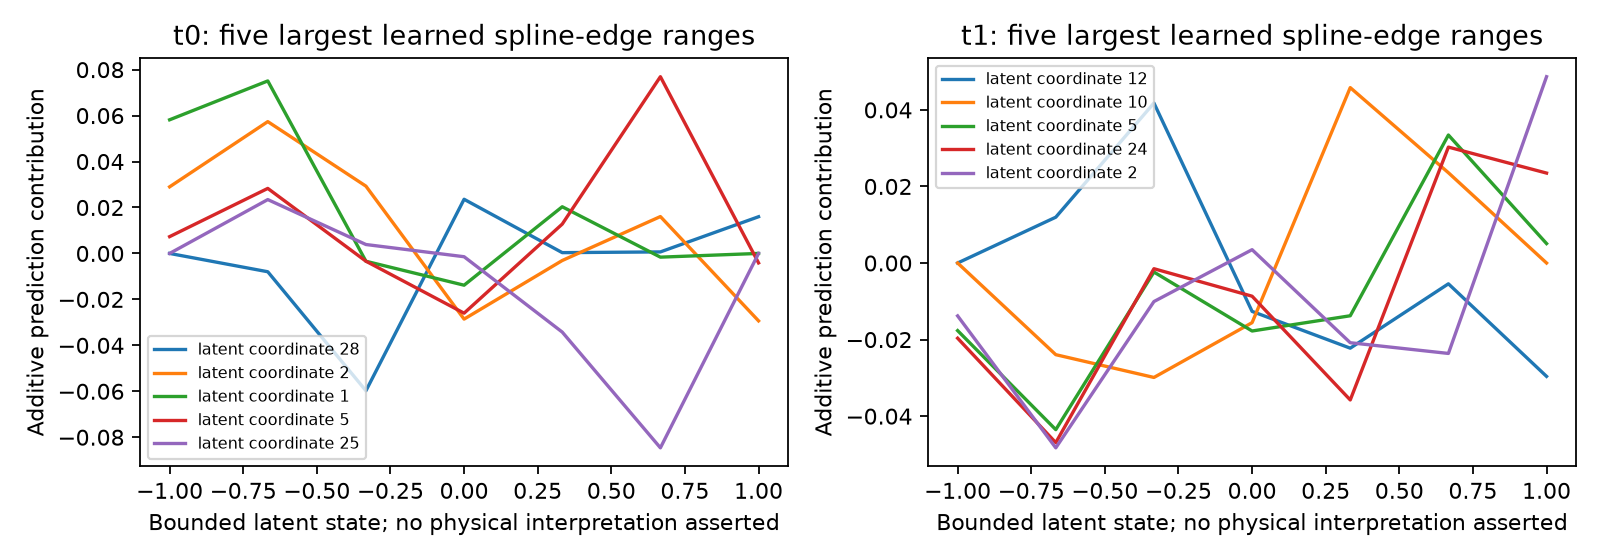 t0: five largest learned spline-edge ranges
Additive prediction contribution
0.08
0.06
0.04
0.02
0.00
−0.02
−0.04
−0.06
−0.08
latent coordinate 28
latent coordinate 2
latent coordinate 1
latent coordinate 5
latent coordinate 25
−1.00 −0.75 −0.50 −0.25 0.00 0.25 0.50 0.75 1.00
Bounded latent state; no physical interpretation asserted
t1: five largest learned spline-edge ranges
Additive prediction contribution
0.04
0.02
0.00
−0.02
−0.04
latent coordinate 12
latent coordinate 10
latent coordinate 5
latent coordinate 24
latent coordinate 2
−1.00 −0.75 −0.50 −0.25 0.00 0.25 0.50 0.75 1.00
Bounded latent state; no physical interpretation asserted